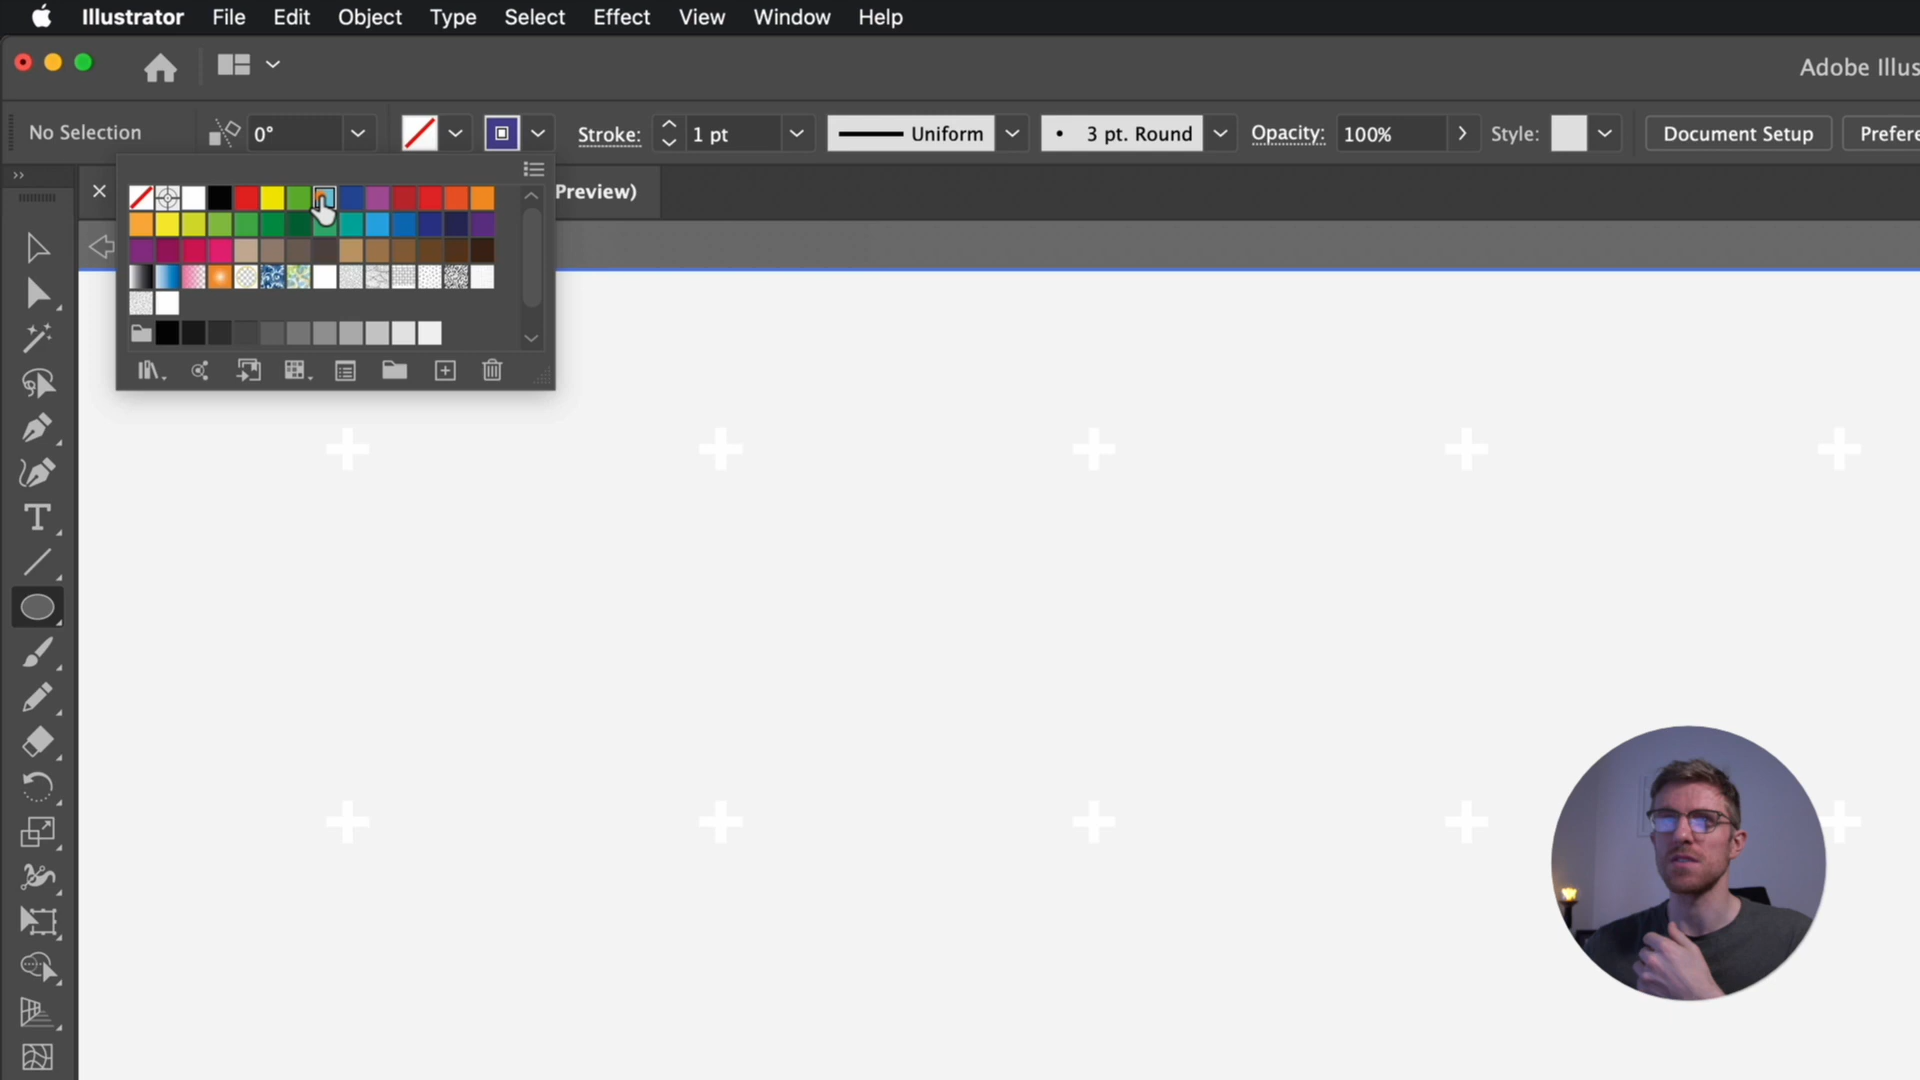 Illustrator File Edit Object Type Select Effect View Window Help
Adobe Illus
No Selection 0° Stroke: 1 pt Uniform 3 pt. Round Opacity: 100% Style: Document Setup Prefere
Preview)